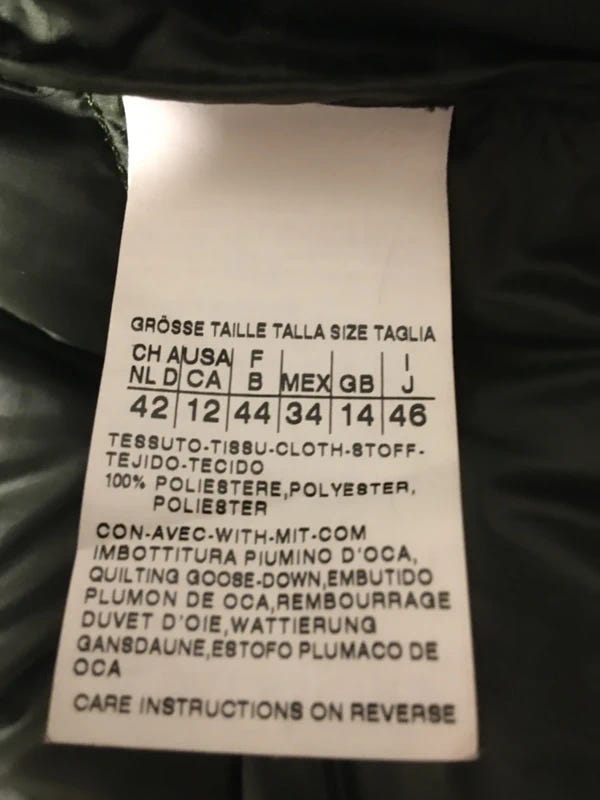 GRÖSSE TAILLE TALLA SIZE TAGLIA
CH A USA F I
NL D CA B MEX GB J
42 12 44 34 14 46
TESSUTO-TISSU-CLOTH-STOFF-
TEJIDO-TECIDO
100% POLIESTERE,POLYESTER,
POLIESTER
CON-AVEC-WITH-MIT-COM
IMBOTTITURA PIUMINO D'OCA,
QUILTING GOOSE-DOWN,EMBUTIDO
PLUMON DE OCA,REMBOURRAGE
DUVET D'OIE,WATTIERUNG
GANSDAUNE,ESTOFO PLUMACO DE
OCA
CARE INSTRUCTIONS ON REVERSE